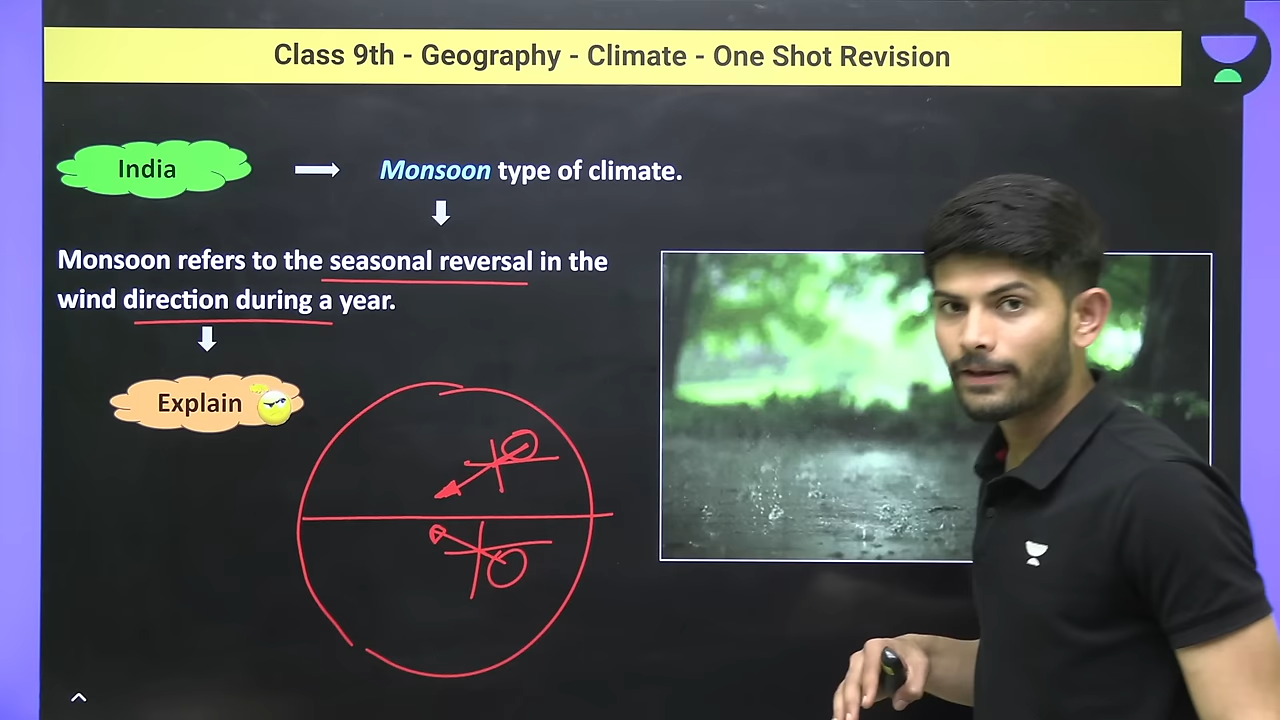 Class 9th - Geography - Climate - One Shot Revision
India
Monsoon type of climate.
Monsoon refers to the seasonal reversal in the
wind direction during a year.
Explain